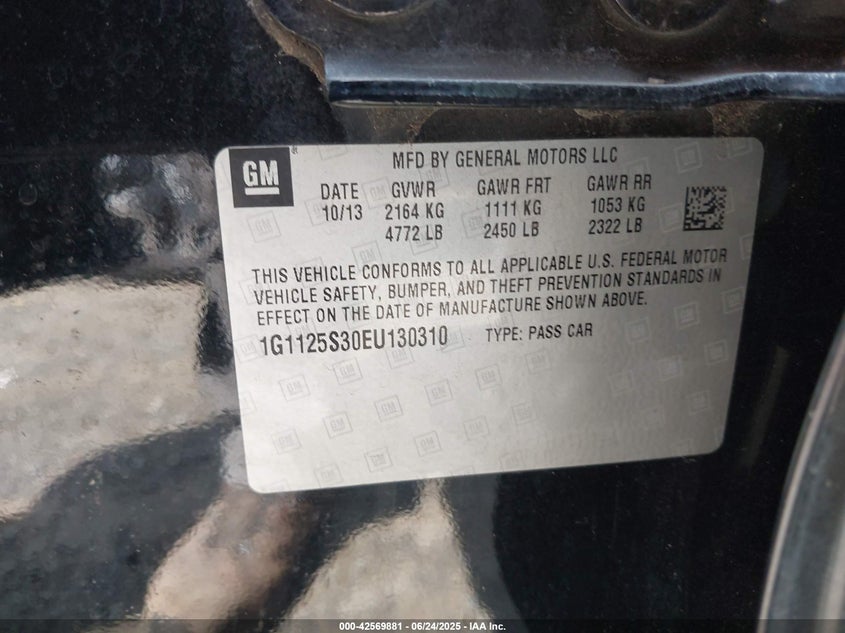 GM
MFD BY GENERAL MOTORS LLC
DATE GVWR GAWR FRT GAWR RR
10/13 2164 KG 1111 KG 1053 KG
4772 LB 2450 LB 2322 LB
THIS VEHICLE CONFORMS TO ALL APPLICABLE U.S. FEDERAL MOTOR
VEHICLE SAFETY, BUMPER, AND THEFT PREVENTION STANDARDS IN
EFFECT ON THE DATE OF MANUFACTURE SHOWN ABOVE.
1G1125S30EU130310 TYPE: PASS CAR
000-42569881 / 06/24/2025 - IAA Inc.